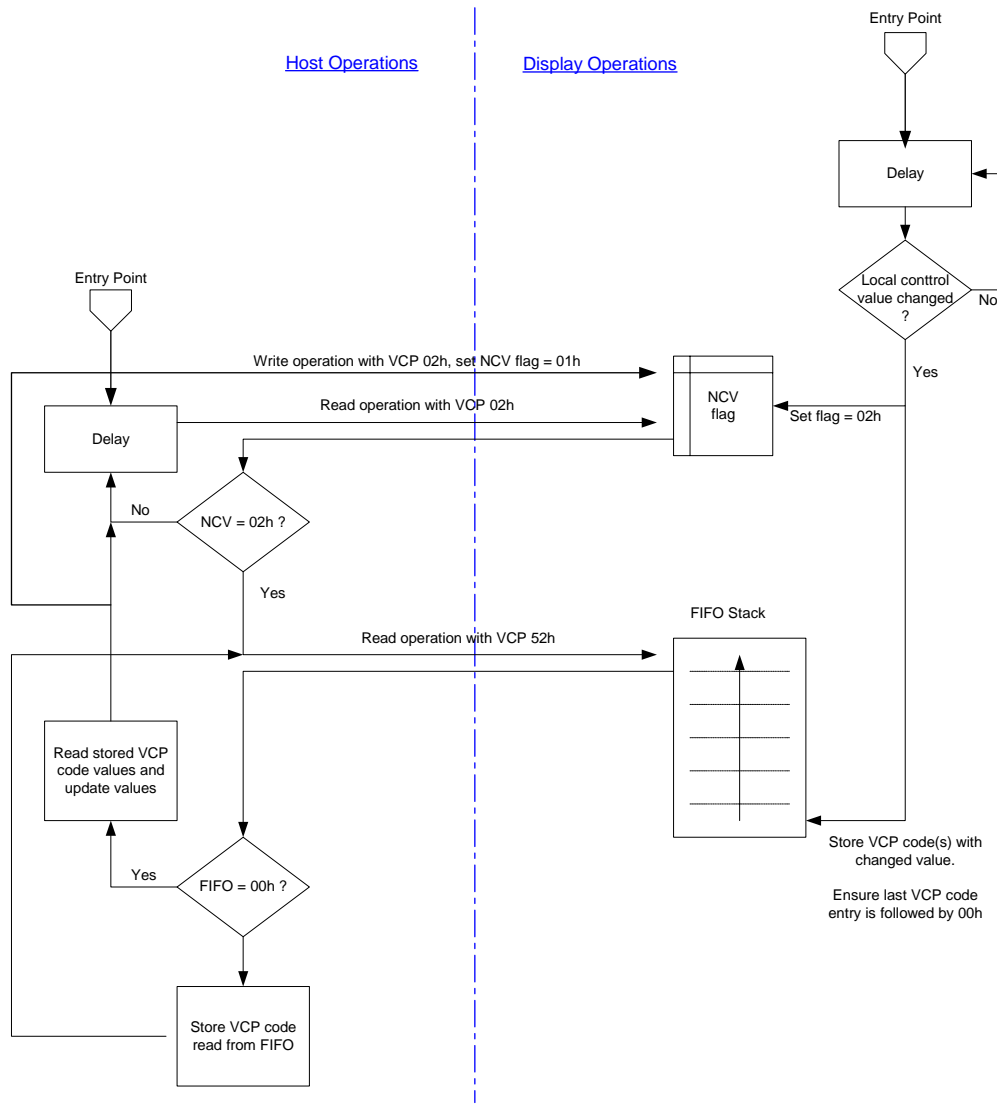 Entry Point
Host Operations
Display Operations
Delay
Local conttrol
value changed
?
No
Yes
Entry Point
Write operation with VCP 02h, set NCV flag = 01h
Read operation with VCP 02h
NCV
flag
Set flag = 02h
Delay
No
NCV = 02h ?
Yes
FIFO Stack
Read operation with VCP 52h
Read stored VCP
code values and
update values
Store VCP code(s) with
changed value.
Ensure last VCP code
entry is followed by 00h
Yes
FIFO = 00h ?
Store VCP code
read from FIFO